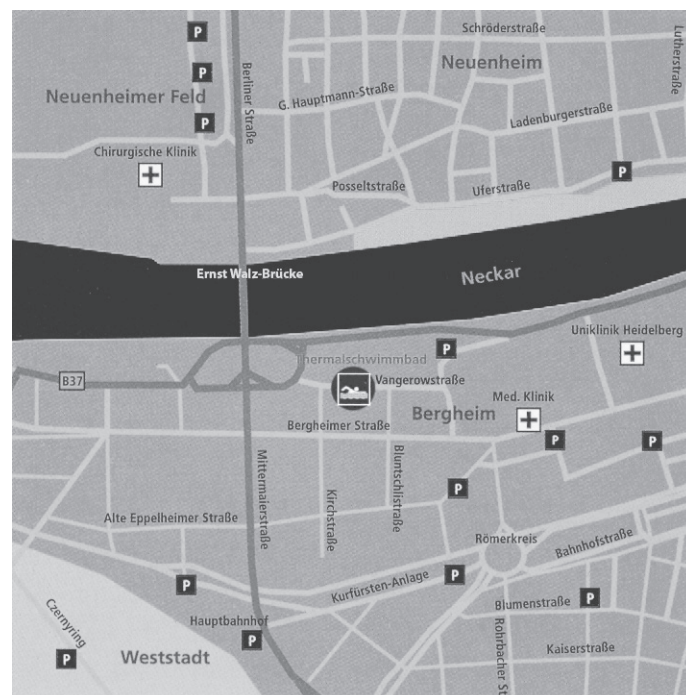 P
Schröderstraße
Lutherstraße
Neuenheim
P
Berliner Straße
Neuenheimer Feld
G. Hauptmann-Straße
P
Ladenburgerstraße
Chirurgische Klinik
P
Posseltstraße
Uferstraße
Ernst Walz-Brücke
Neckar
Uniklinik Heidelberg
P
Thermalschwimmbad
B37
Vangerowstraße
Med. Klinik
Bergheim
Bergheimer Straße
P
P
Mittermaierstraße
Kirchstraße
Bluntschlistraße
P
Alte Eppelheimer Straße
Römerkreis
Bahnhofstraße
P
Kurfürsten-Anlage
P
P
Blumenstraße
Czernyring
Hauptbahnhof
P
Rohrbacher St
Kaiserstraße
P
Weststadt